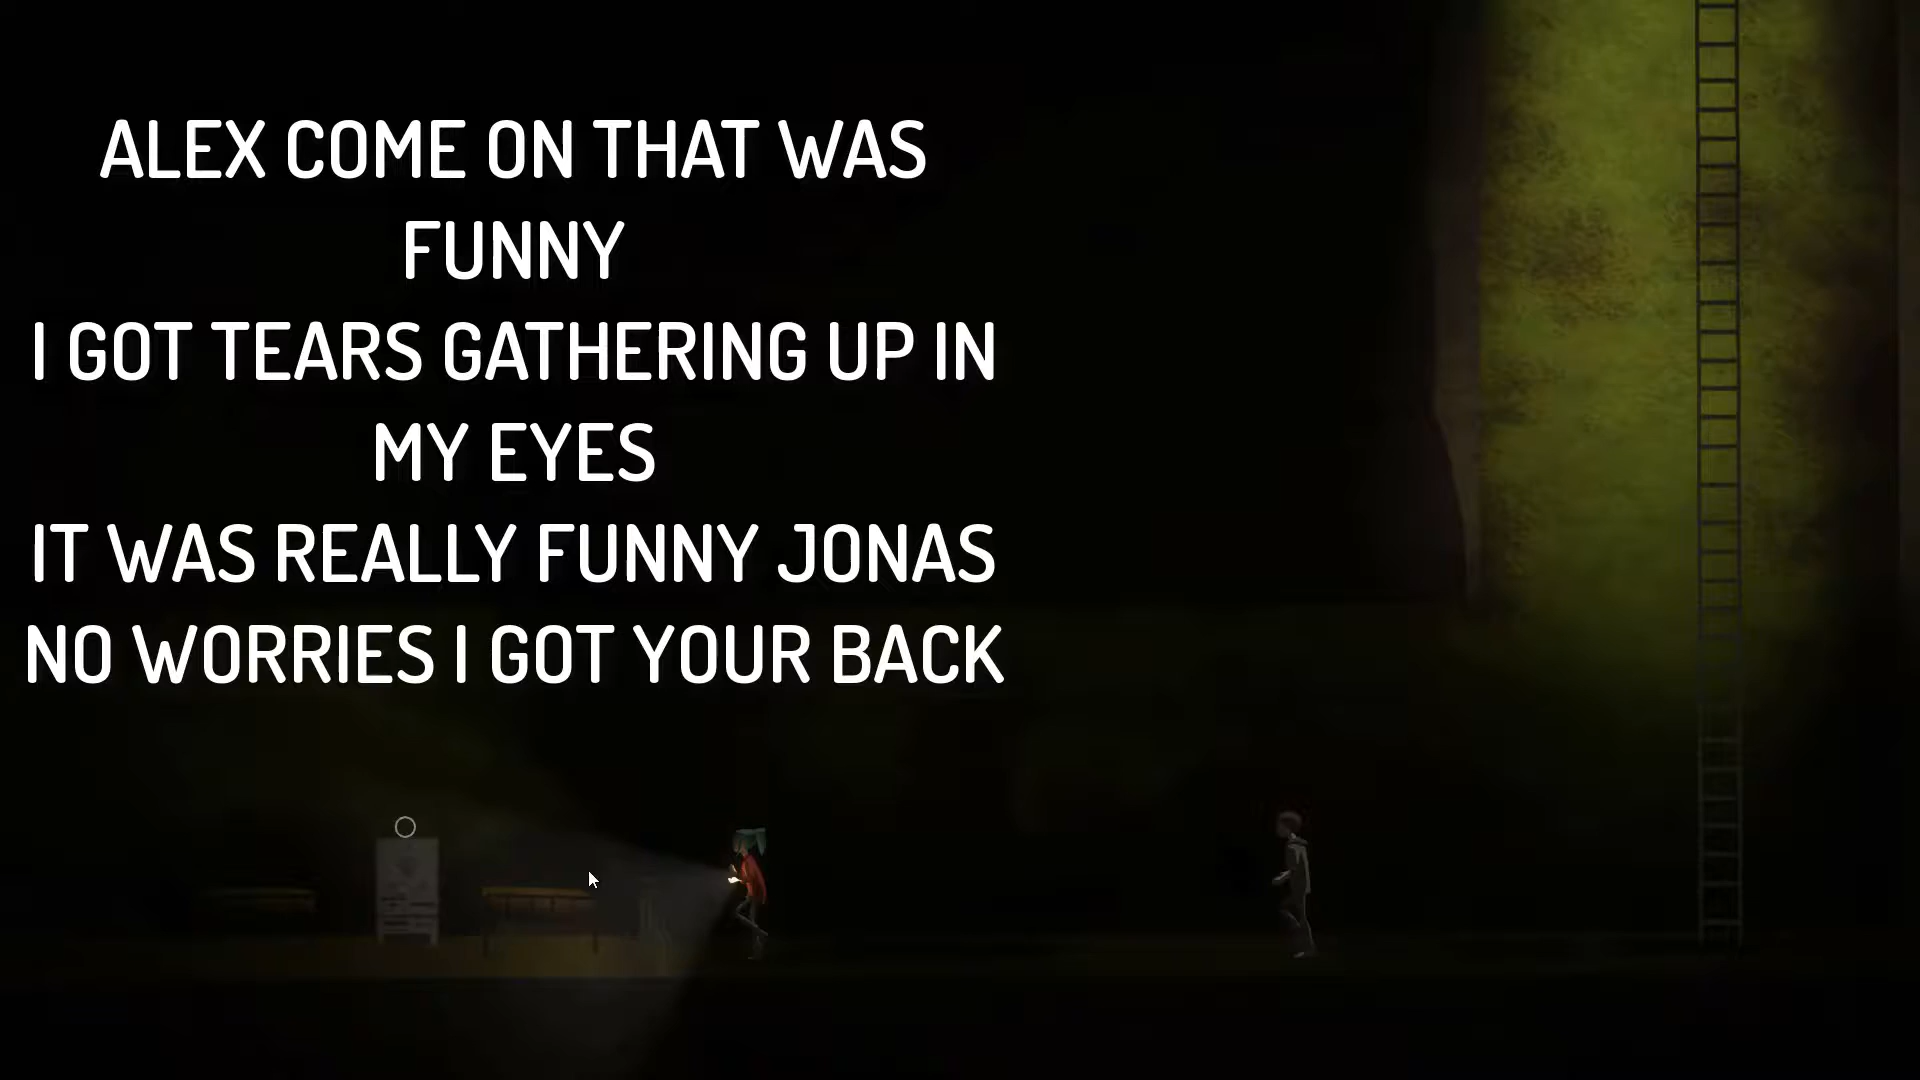 ALEX COME ON THAT WAS
FUNNY
I GOT TEARS GATHERING UP IN
MY EYES
IT WAS REALLY FUNNY JONAS
NO WORRIES I GOT YOUR BACK